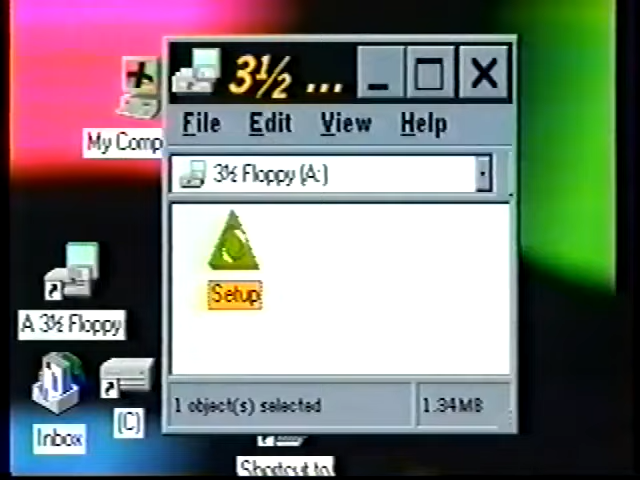 3½ ...
File Edit View Help
My Comp
3½ Floppy (A:)
Setup
A 3½ Floppy
1 object(s) selected
1.34MB
(C)
Inbox
Shortcut to